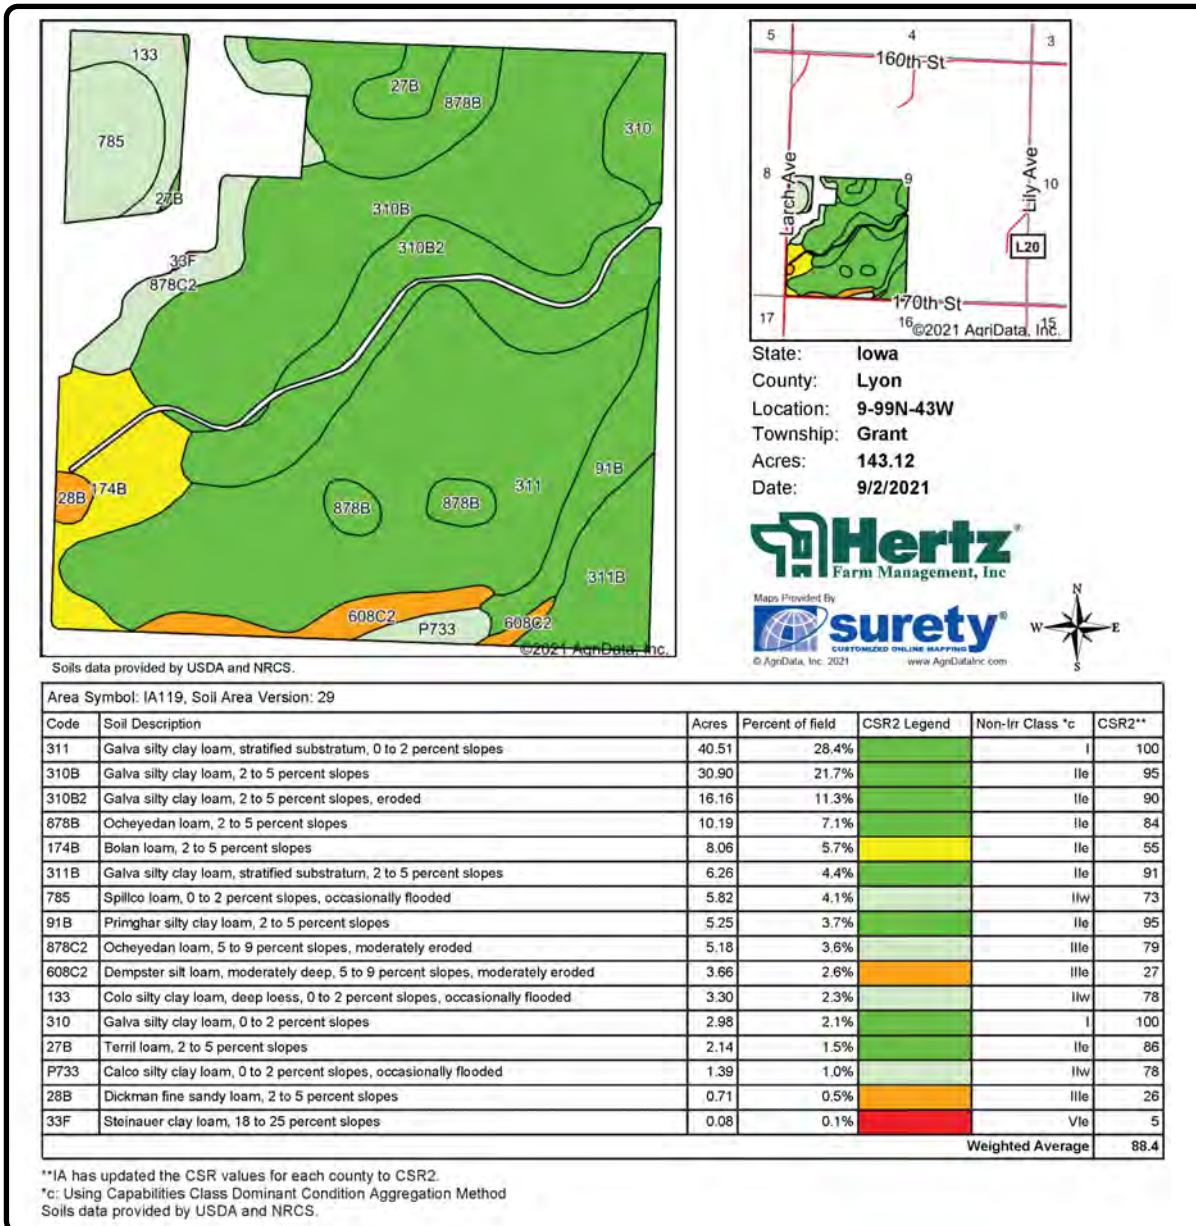 133
27B
878B
310
785
27B
310B
310B2
33F
878C2
28B
174B
91B
311
878B
878B
311B
608C2
P733
608C2
©2021 AgriData, Inc.
Soils data provided by USDA and NRCS.
5
4
3
160th St
8
Larch Ave
9
Lily Ave
10
L20
170th St
17
16
15
©2021 AgriData, Inc.
State: Iowa
County: Lyon
Location: 9-99N-43W
Township: Grant
Acres: 143.12
Date: 9/2/2021
Hertz®
Farm Management, Inc
Maps Provided By
surety®
CUSTOMIZED ONLINE MAPPING
© AgriData, Inc. 2021 www.AgriDataInc.com
N
W E
S
Area Symbol: IA119, Soil Area Version: 29
Code Soil Description Acres Percent of field CSR2 Legend Non-Irr Class *c CSR2**
311 Galva silty clay loam, stratified substratum, 0 to 2 percent slopes 40.51 28.4% I 100
310B Galva silty clay loam, 2 to 5 percent slopes 30.90 21.7% IIe 95
310B2 Galva silty clay loam, 2 to 5 percent slopes, eroded 16.16 11.3% IIe 90
878B Ocheyedan loam, 2 to 5 percent slopes 10.19 7.1% IIe 84
174B Bolan loam, 2 to 5 percent slopes 8.06 5.7% IIe 55
311B Galva silty clay loam, stratified substratum, 2 to 5 percent slopes 6.26 4.4% IIe 91
785 Spillco loam, 0 to 2 percent slopes, occasionally flooded 5.82 4.1% IIw 73
91B Primghar silty clay loam, 2 to 5 percent slopes 5.25 3.7% IIe 95
878C2 Ocheyedan loam, 5 to 9 percent slopes, moderately eroded 5.18 3.6% IIIe 79
608C2 Dempster silt loam, moderately deep, 5 to 9 percent slopes, moderately eroded 3.66 2.6% IIIe 27
133 Colo silty clay loam, deep loess, 0 to 2 percent slopes, occasionally flooded 3.30 2.3% IIw 78
310 Galva silty clay loam, 0 to 2 percent slopes 2.98 2.1% I 100
27B Terril loam, 2 to 5 percent slopes 2.14 1.5% IIe 86
P733 Calco silty clay loam, 0 to 2 percent slopes, occasionally flooded 1.39 1.0% IIw 78
28B Dickman fine sandy loam, 2 to 5 percent slopes 0.71 0.5% IIIe 26
33F Steinauer clay loam, 18 to 25 percent slopes 0.08 0.1% VIe 5
Weighted Average 88.4
**IA has updated the CSR values for each county to CSR2.
*c: Using Capabilities Class Dominant Condition Aggregation Method
Soils data provided by USDA and NRCS.